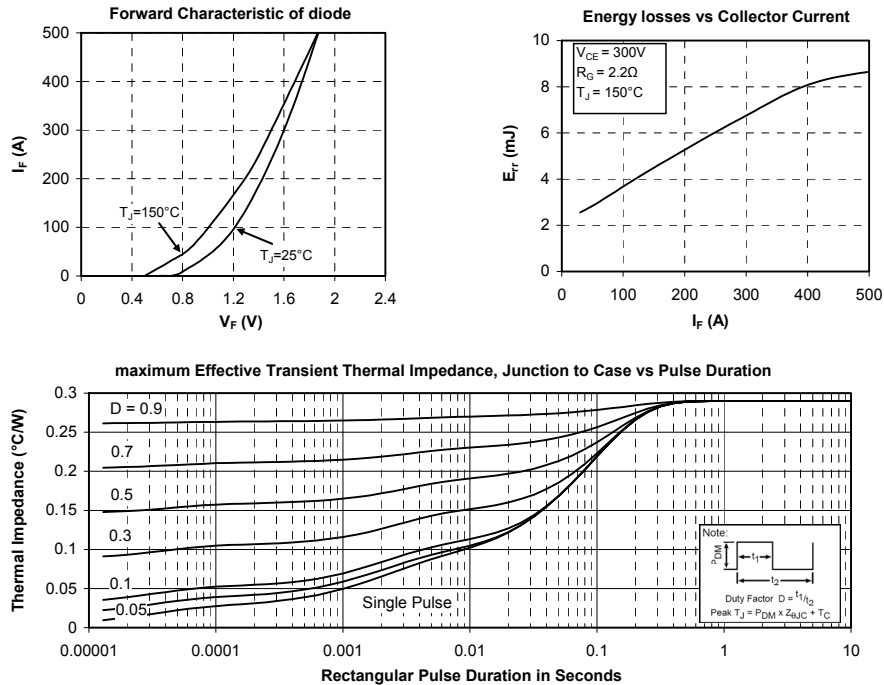 Forward Characteristic of diode
500
400
300
200
100
0
0
0.4
0.8
1.2
1.6
2
2.4
I_F (A)
V_F (V)
T_J=150°C
T_J=25°C
Energy losses vs Collector Current
10
8
6
4
2
0
0
100
200
300
400
500
E_rr (mJ)
I_F (A)
V_CE = 300V
R_G = 2.2Ω
T_J = 150°C
maximum Effective Transient Thermal Impedance, Junction to Case vs Pulse Duration
0.3
0.25
0.2
0.15
0.1
0.05
0
Thermal Impedance (°C/W)
D = 0.9
0.7
0.5
0.3
0.1
0.05
Single Pulse
Note:
P_DM
t_1
t_2
Duty Factor D = t_1/t_2
Peak T_J = P_DM x Z_θJC + T_C
0.00001
0.0001
0.001
0.01
0.1
1
10
Rectangular Pulse Duration in Seconds